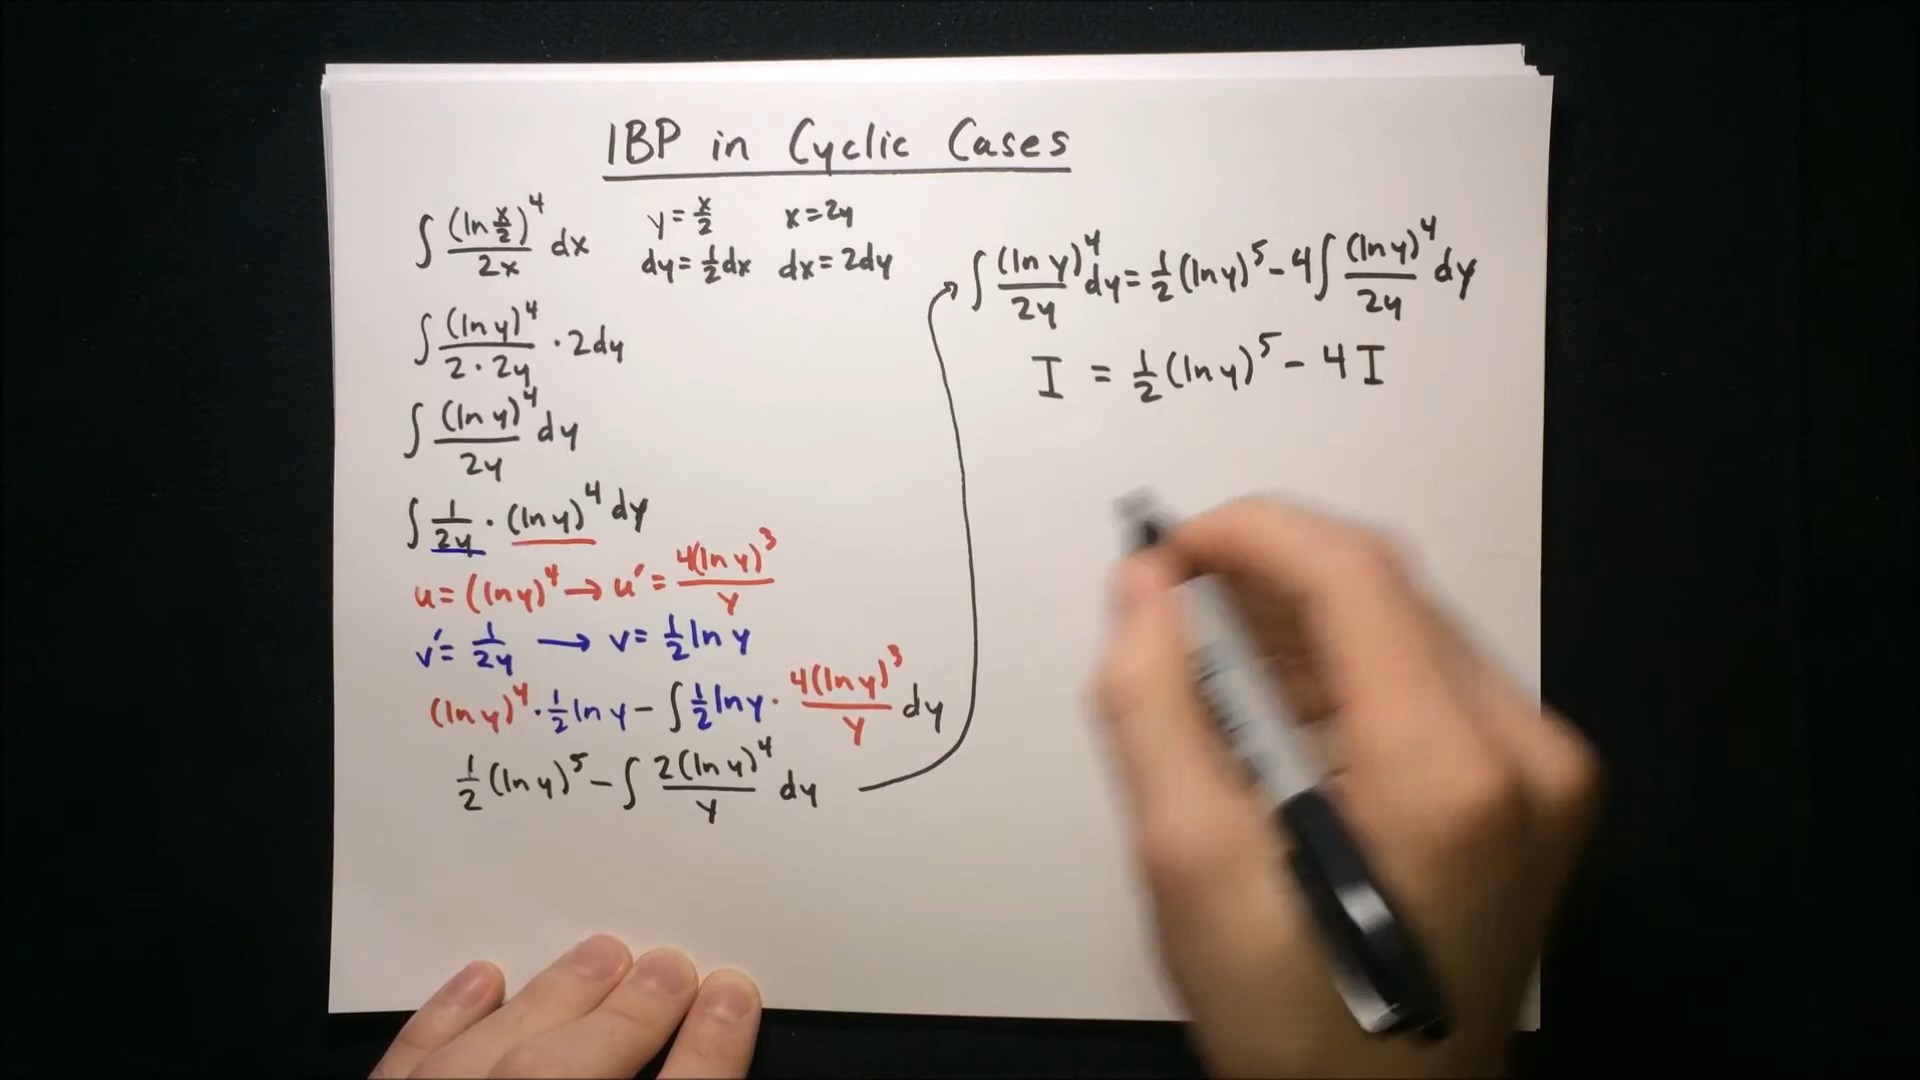 IBP in Cyclic Cases
∫ (ln x/2)^4 / 2x dx
y = x/2 x = 2y
dy = 1/2 dx dx = 2dy
∫ (ln y)^4 / 2·2y · 2dy
∫ (ln y)^4 / 2y dy
∫ 1/2y · (ln y)^4 dy
u = (ln y)^4 → u' = 4(ln y)^3 / y
v' = 1/2y → v = 1/2 ln y
(ln y)^4 · 1/2 ln y − ∫ 1/2 ln y · 4(ln y)^3 / y dy
1/2 (ln y)^5 − ∫ 2(ln y)^4 / y dy
∫ (ln y)^4 / 2y dy = 1/2 (ln y)^5 − 4∫ (ln y)^4 / 2y dy
I = 1/2 (ln y)^5 − 4I